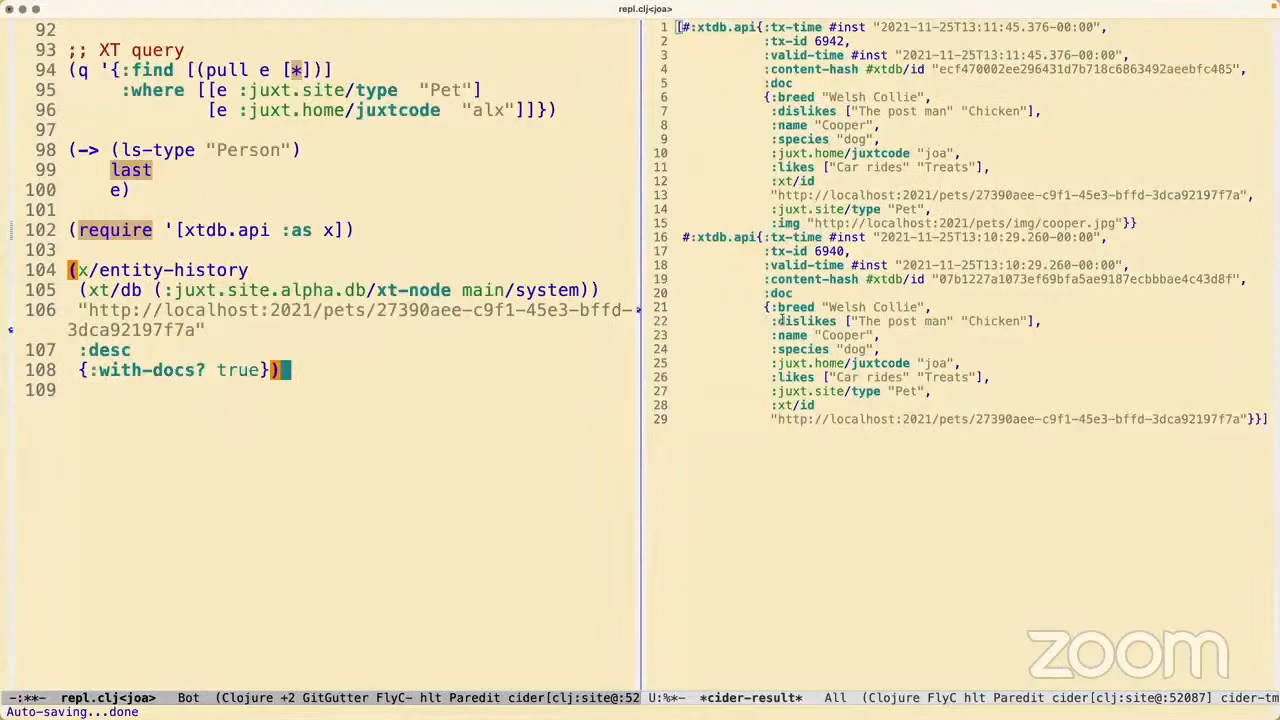 repl.clj<joa>
92
93 ;; XT query
94 (q '{:find [(pull e [*])]
95 :where [[e :juxt.site/type "Pet"]
96 [e :juxt.home/juxtcode "alx"]]})
97
98 (-> (ls-type "Person")
99 last
100 e)
101
102 (require '[xtdb.api :as x])
103
104 (x/entity-history
105 (xt/db (:juxt.site.alpha.db/xt-node main/system))
106 "http://localhost:2021/pets/27390aee-c9f1-45e3-bffd-
3dca92197f7a"
107 :desc
108 {:with-docs? true})
109
1 [#:xtdb.api{:tx-time #inst "2021-11-25T13:11:45.376-00:00",
2 :tx-id 6942,
3 :valid-time #inst "2021-11-25T13:11:45.376-00:00",
4 :content-hash #xtdb/id "ecf470002ee296431d7b718c6863492aeebfc485",
5 :doc
6 {:breed "Welsh Collie",
7 :dislikes ["The post man" "Chicken"],
8 :name "Cooper",
9 :species "dog",
10 :juxt.home/juxtcode "joa",
11 :likes ["Car rides" "Treats"],
12 :xt/id
13 "http://localhost:2021/pets/27390aee-c9f1-45e3-bffd-3dca92197f7a",
14 :juxt.site/type "Pet",
15 :img "http://localhost:2021/pets/img/cooper.jpg"}}
16 #:xtdb.api{:tx-time #inst "2021-11-25T13:10:29.260-00:00",
17 :tx-id 6940,
18 :valid-time #inst "2021-11-25T13:10:29.260-00:00",
19 :content-hash #xtdb/id "07b1227a1073ef69bfa5ae9187ecbbbae4c43d8f",
20 :doc
21 {:breed "Welsh Collie",
22 :dislikes ["The post man" "Chicken"],
23 :name "Cooper",
24 :species "dog",
25 :juxt.home/juxtcode "joa",
26 :likes ["Car rides" "Treats"],
27 :juxt.site/type "Pet",
28 :xt/id
29 "http://localhost:2021/pets/27390aee-c9f1-45e3-bffd-3dca92197f7a"}}]
zoom
-:**- repl.clj<joa> Bot (Clojure +2 GitGutter FlyC- hlt Paredit cider[clj:site@:52
U:%*- *cider-result* All (Clojure FlyC hlt Paredit cider[clj:site@:52087] cider-tm
Auto-saving...done